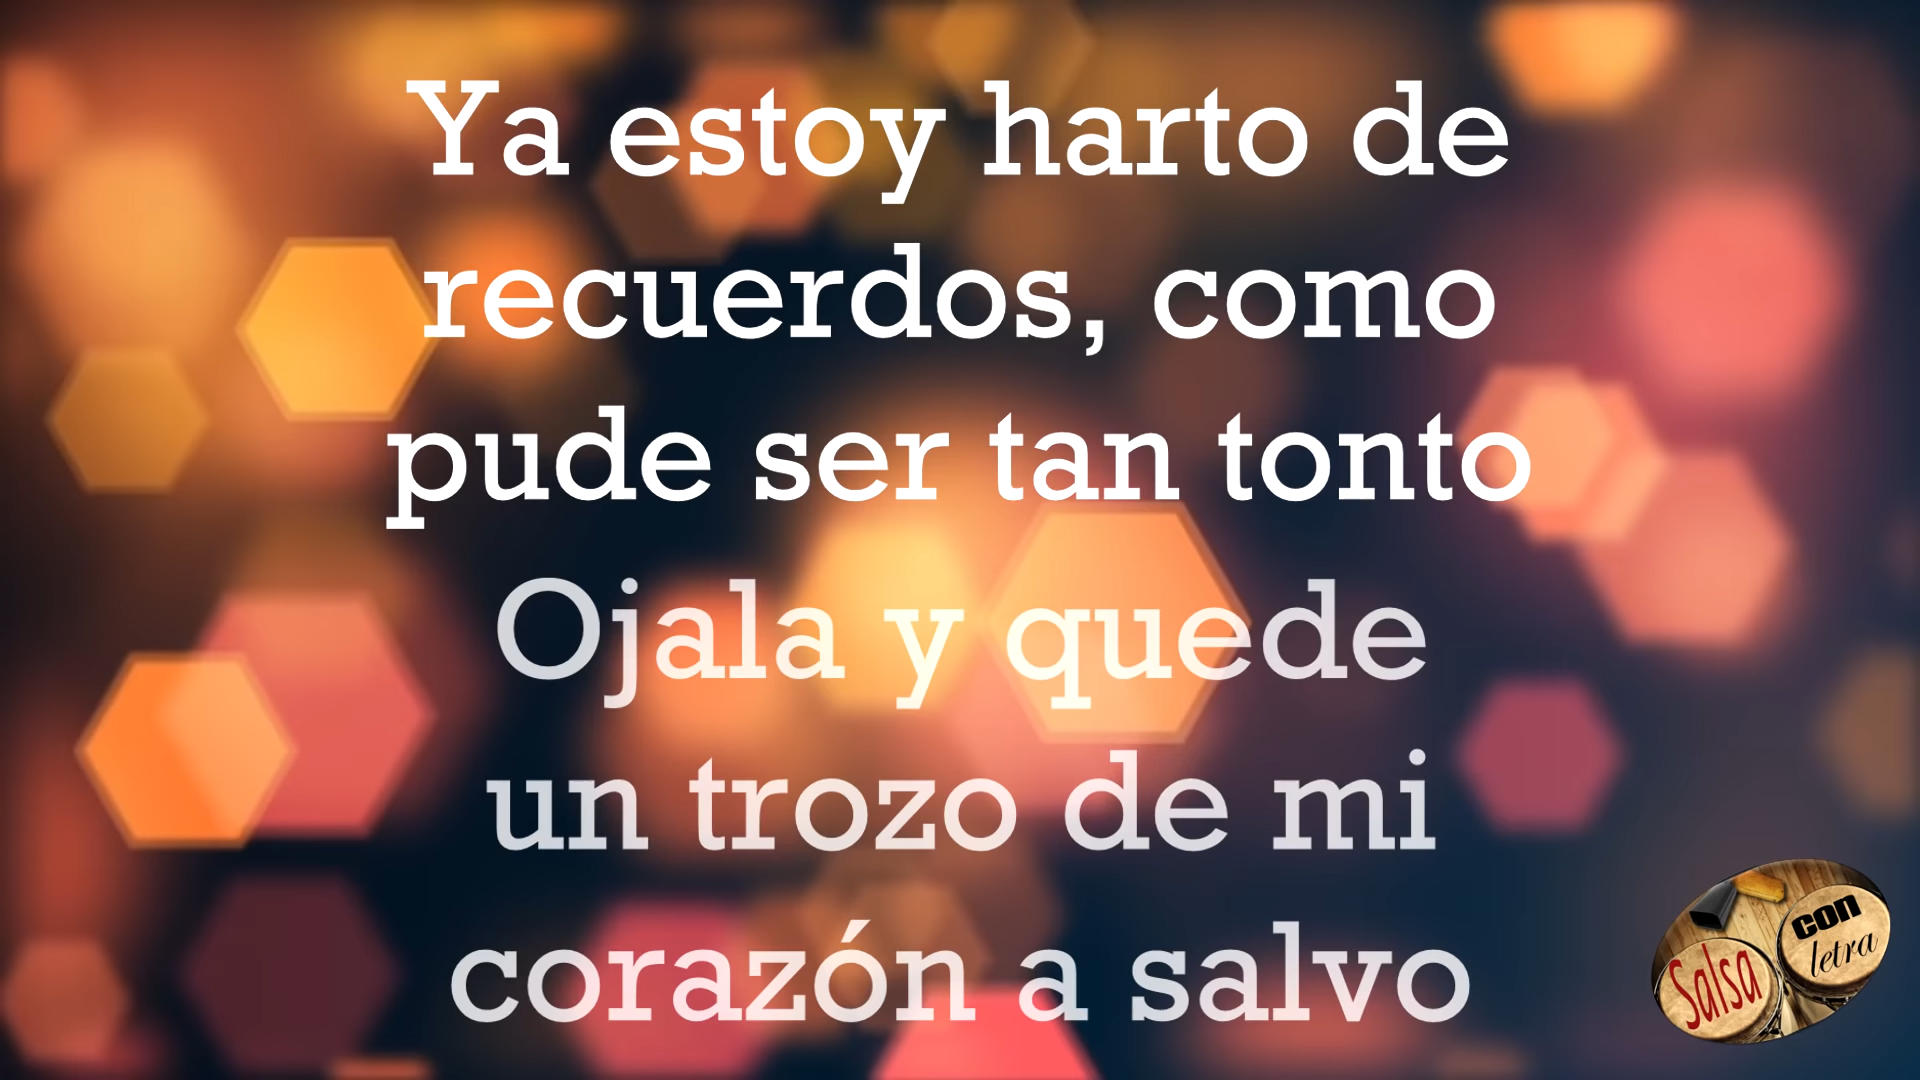 Ya estoy harto de
recuerdos, como
pude ser tan tonto
Ojala y quede
un trozo de mi
corazón a salvo
Salsa
con
letra